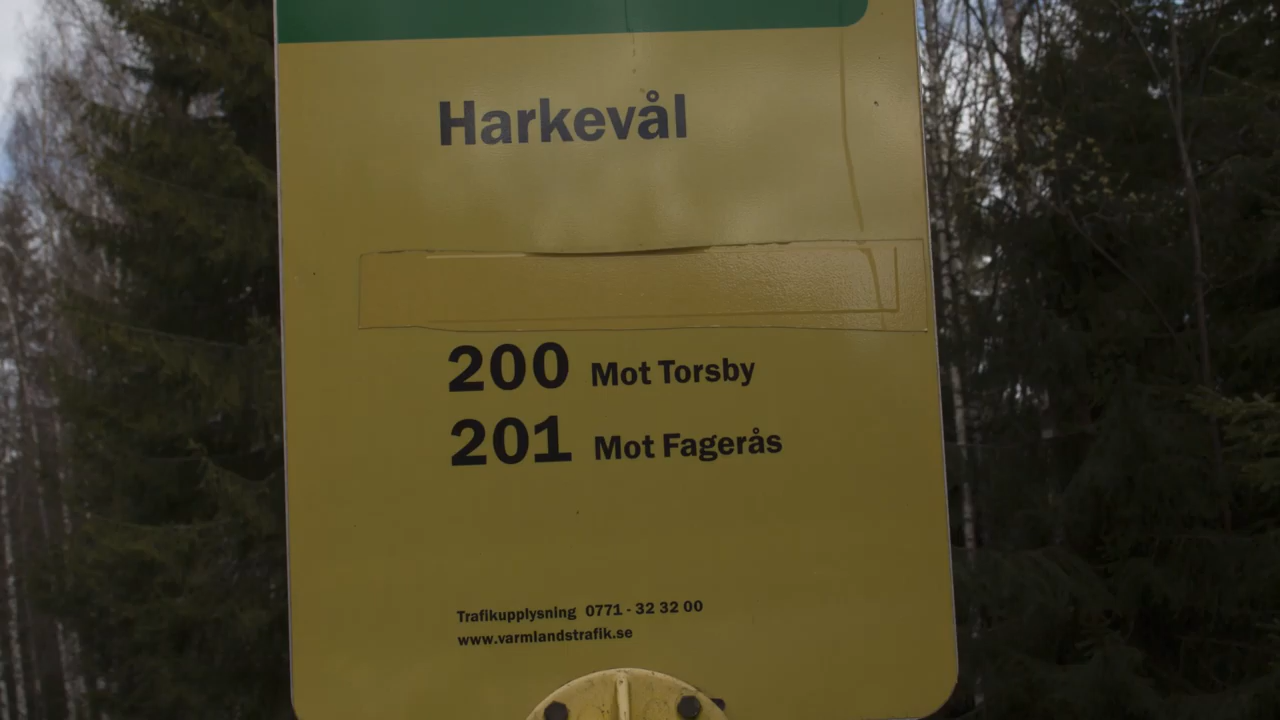 Harkevål
200 Mot Torsby
201 Mot Fagerås
Trafikupplysning 0771 - 32 32 00
www.varmlandstrafik.se